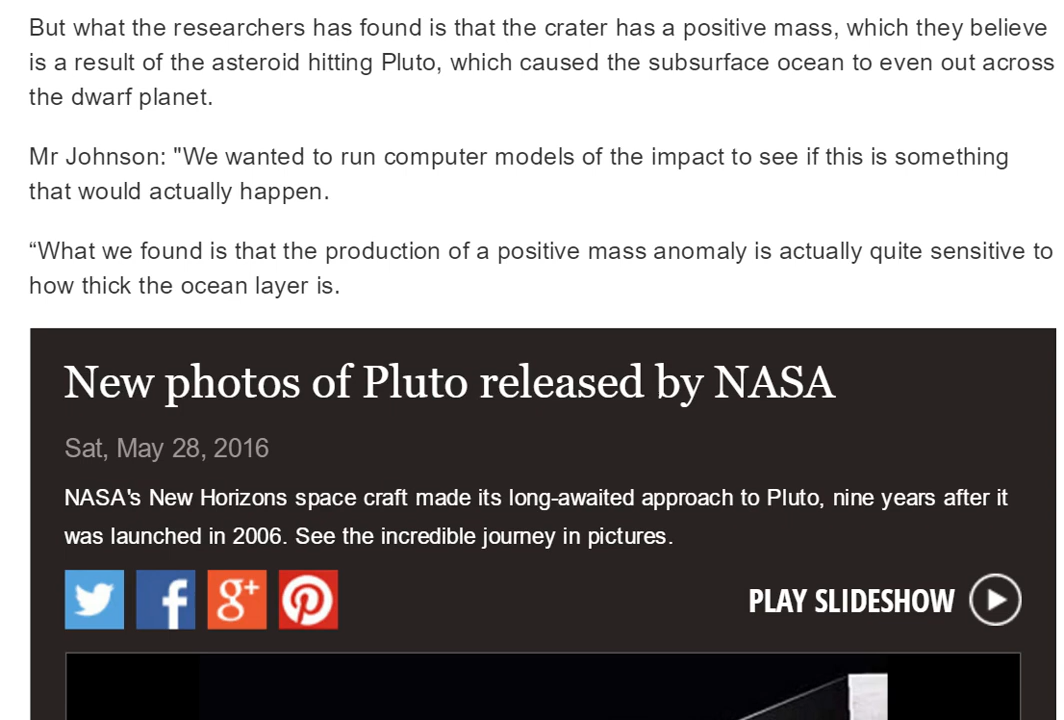 But what the researchers has found is that the crater has a positive mass, which they believe
is a result of the asteroid hitting Pluto, which caused the subsurface ocean to even out across
the dwarf planet.
Mr Johnson: "We wanted to run computer models of the impact to see if this is something
that would actually happen.
“What we found is that the production of a positive mass anomaly is actually quite sensitive to
how thick the ocean layer is.
New photos of Pluto released by NASA
Sat, May 28, 2016
NASA's New Horizons space craft made its long-awaited approach to Pluto, nine years after it
was launched in 2006. See the incredible journey in pictures.
PLAY SLIDESHOW